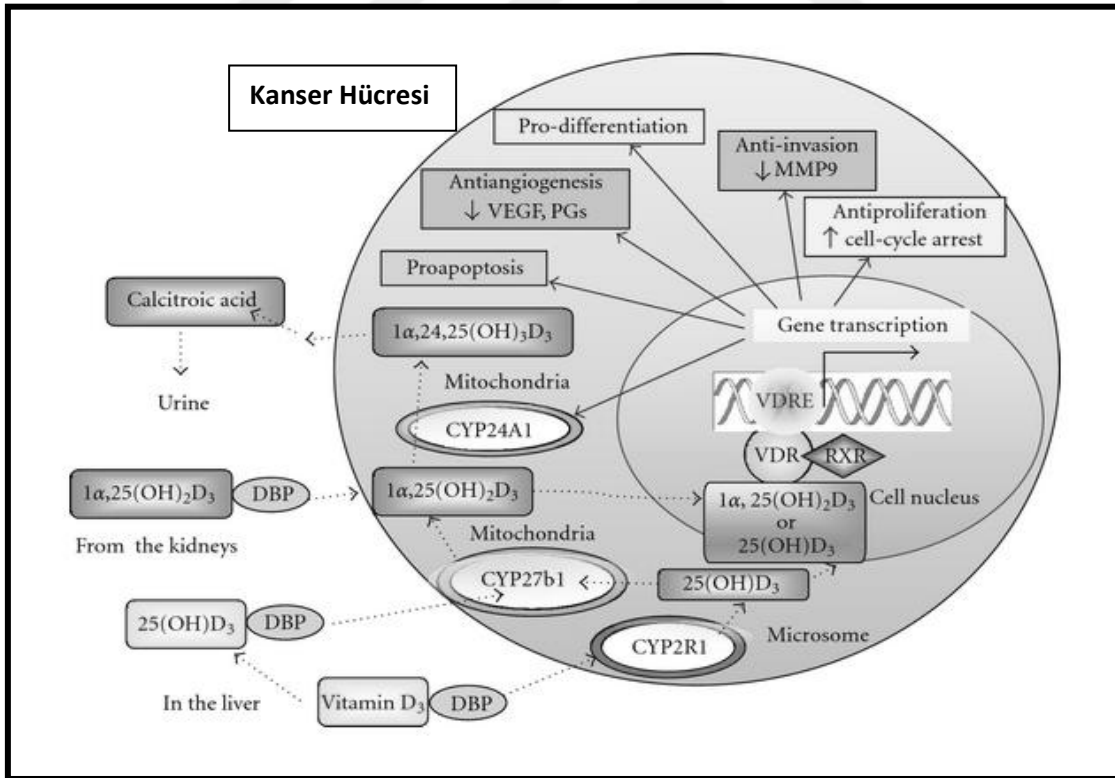 Kanser Hücresi
Pro-differentiation
Anti-invasion
↓ MMP9
Antiangiogenesis
↓ VEGF, PGs
Antiproliferation
↑ cell-cycle arrest
Proapoptosis
Calcitroic acid
1α,24,25(OH)₃D₃
Gene transcription
Mitochondria
Urine
VDRE
CYP24A1
VDR
RXR
1α,25(OH)₂D₃
DBP
1α,25(OH)₂D₃
Cell nucleus
1α, 25(OH)₂D₃
or
25(OH)D₃
From the kidneys
Mitochondria
CYP27b1
25(OH)D₃
25(OH)D₃
DBP
Microsome
CYP2R1
In the liver
Vitamin D₃
DBP